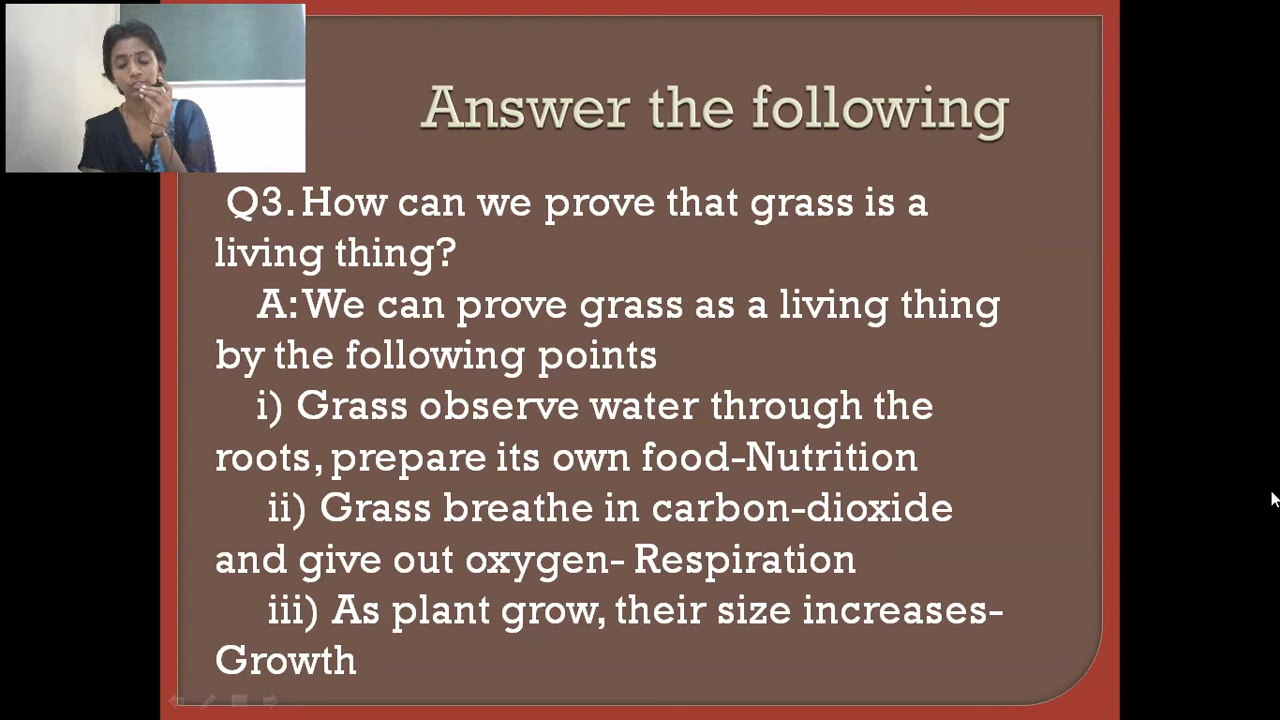 Answer the following
Q3. How can we prove that grass is a
living thing?
A: We can prove grass as a living thing
by the following points
i) Grass observe water through the
roots, prepare its own food-Nutrition
ii) Grass breathe in carbon-dioxide
and give out oxygen- Respiration
iii) As plant grow, their size increases-
Growth